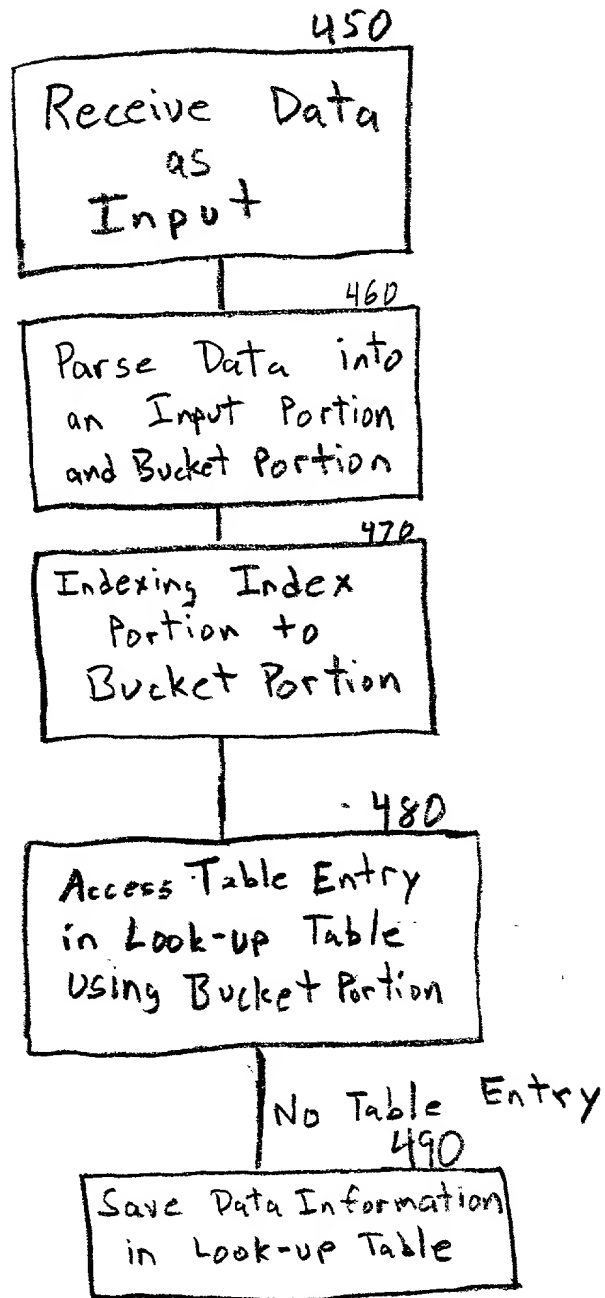 450
Receive Data
as
Input
460
Parse Data into
an Input Portion
and Bucket Portion
470
Indexing Index
Portion to
Bucket Portion
480
Access Table Entry
in Look-up Table
Using Bucket Portion
No Table Entry
490
Save Data Information
in Look-up Table